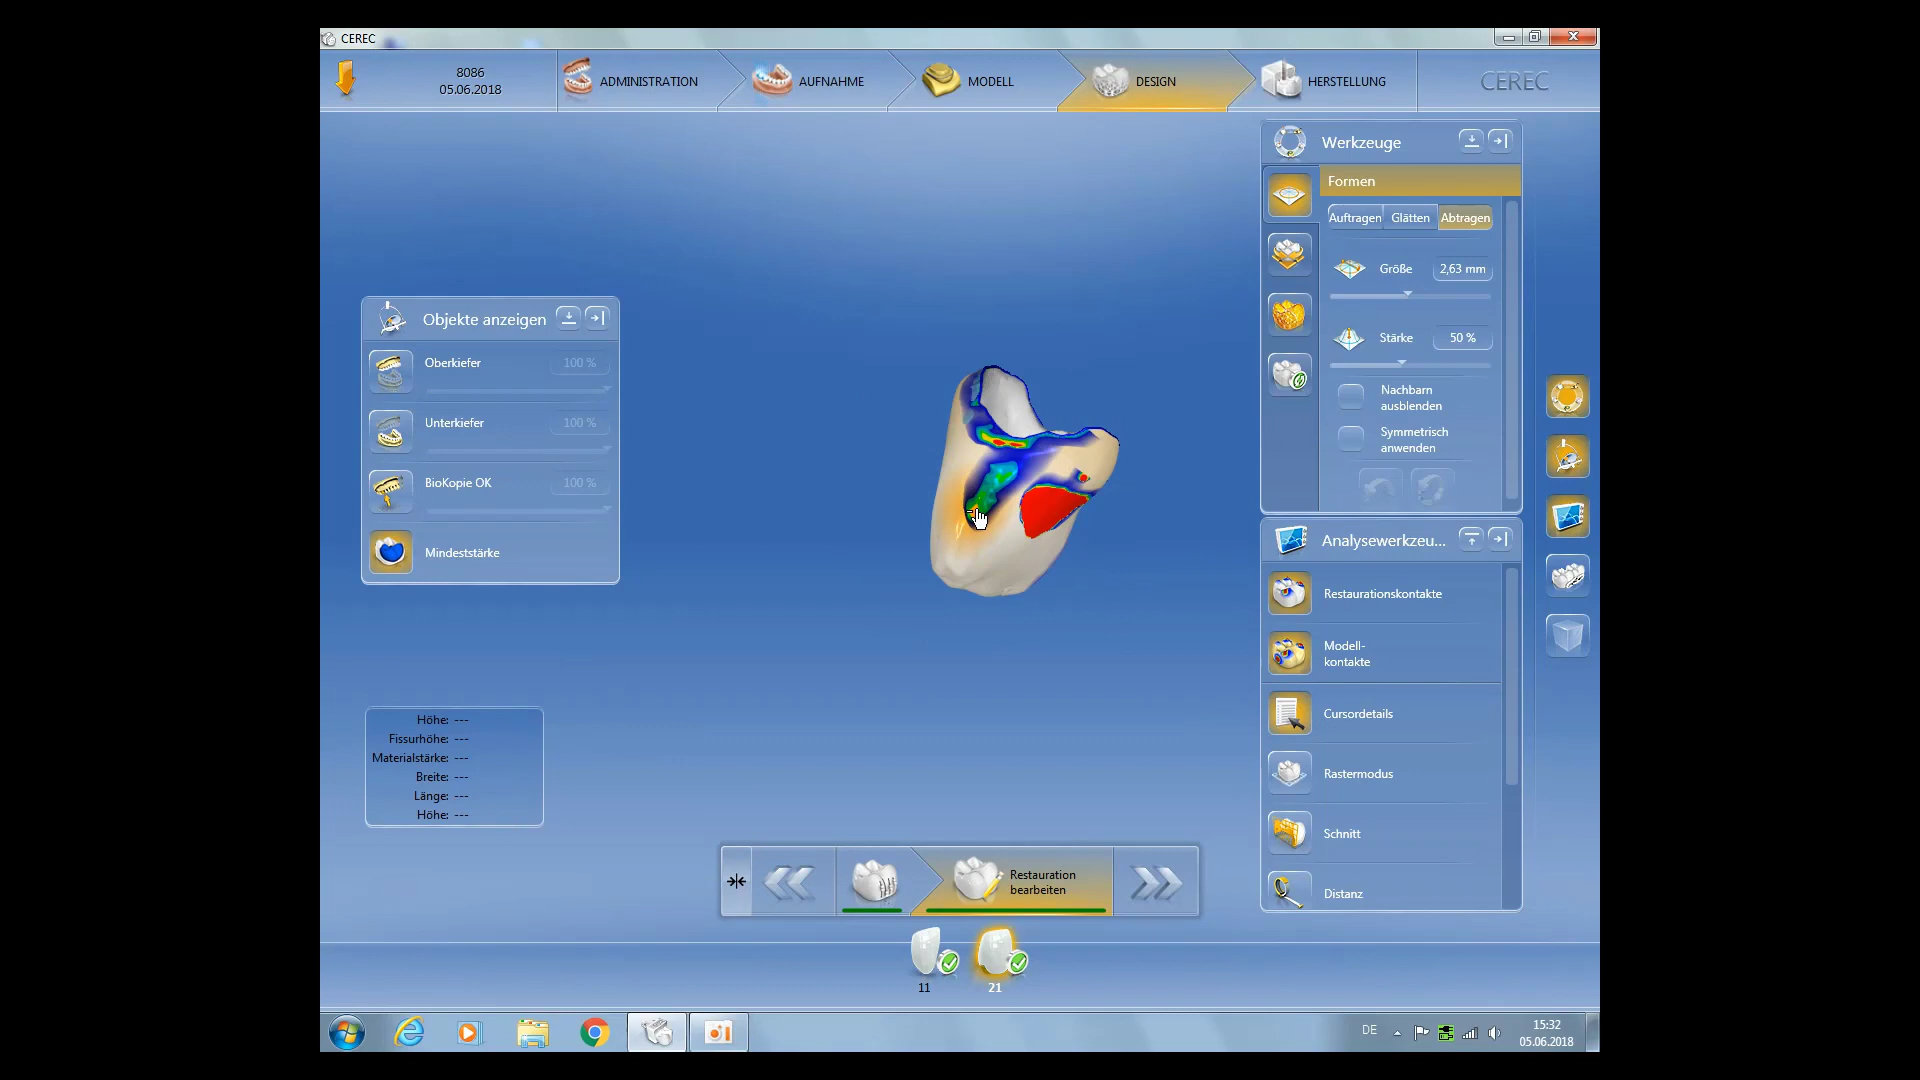 CEREC
8086
05.06.2018
ADMINISTRATION
AUFNAHME
MODELL
DESIGN
HERSTELLUNG
CEREC
Werkzeuge
Formen
Auftragen
Glätten
Abtragen
Größe
2,63 mm
Stärke
50 %
Nachbarn
ausblenden
Symmetrisch
anwenden
Objekte anzeigen
Oberkiefer
100 %
Unterkiefer
100 %
BioKopie OK
100 %
Mindeststärke
Analysewerkzeu...
Restaurationskontakte
Modell-
kontakte
Cursordetails
Rastermodus
Schnitt
Distanz
Höhe: ---
Fissurhöhe: ---
Materialstärke: ---
Breite: ---
Länge: ---
Höhe: ---
Restauration
bearbeiten
11
21
DE
15:32
05.06.2018